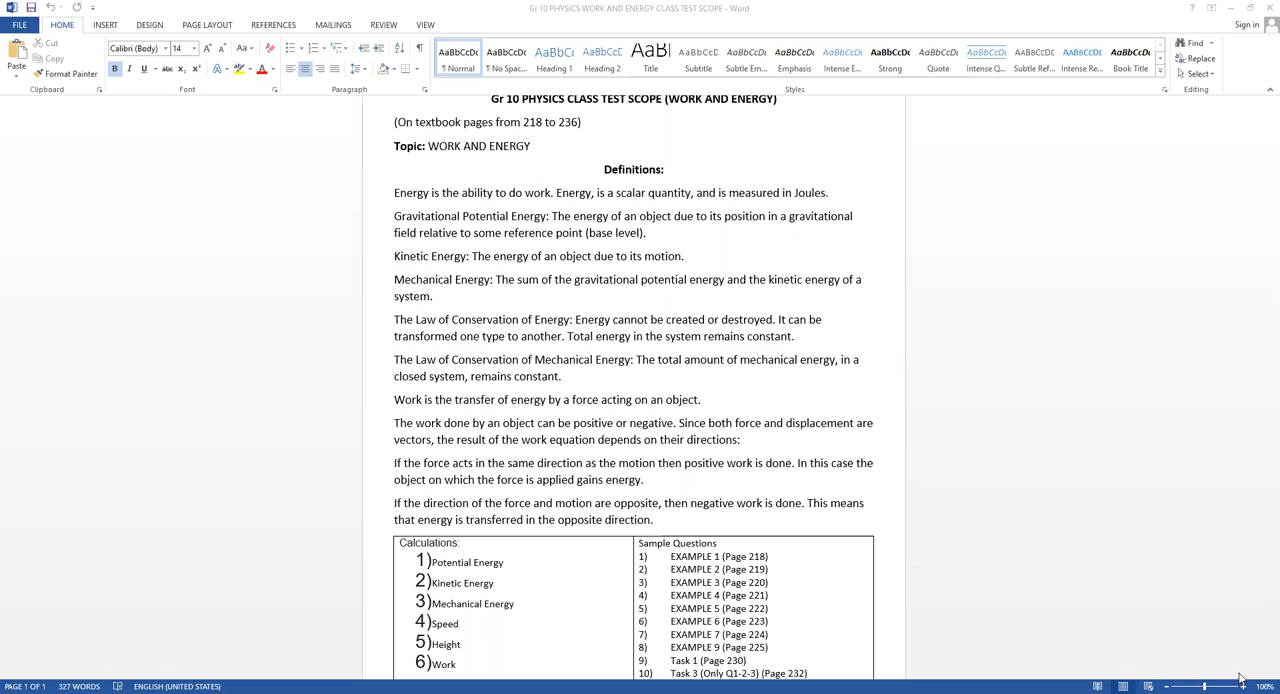 Gr 10 PHYSICS WORK AND ENERGY CLASS TEST SCOPE - Word
FILE HOME INSERT DESIGN PAGE LAYOUT REFERENCES MAILINGS REVIEW VIEW Sign in
Paste Cut Copy Format Painter
Calibri (Body) 14
AaBbCcDc ¶ Normal
AaBbCcDc ¶ No Spac...
AaBbCc Heading 1
AaBbCcD Heading 2
AaBl Title
AaBbCcD Subtitle
AaBbCcDc Subtle Em...
AaBbCcDc Emphasis
AaBbCcDc Intense E...
AaBbCcDc Strong
AaBbCcDc Quote
AaBbCcDc Intense Q...
AaBbCcDc Subtle Ref...
AaBbCcDc Intense Re...
AaBbCcDc Book Title
Find Replace Select
Clipboard Font Paragraph Styles Editing
Gr 10 PHYSICS CLASS TEST SCOPE (WORK AND ENERGY)
(On textbook pages from 218 to 236)
Topic: WORK AND ENERGY
Definitions:
Energy is the ability to do work. Energy, is a scalar quantity, and is measured in Joules.
Gravitational Potential Energy: The energy of an object due to its position in a gravitational
field relative to some reference point (base level).
Kinetic Energy: The energy of an object due to its motion.
Mechanical Energy: The sum of the gravitational potential energy and the kinetic energy of a
system.
The Law of Conservation of Energy: Energy cannot be created or destroyed. It can be
transformed one type to another. Total energy in the system remains constant.
The Law of Conservation of Mechanical Energy: The total amount of mechanical energy, in a
closed system, remains constant.
Work is the transfer of energy by a force acting on an object.
The work done by an object can be positive or negative. Since both force and displacement are
vectors, the result of the work equation depends on their directions:
If the force acts in the same direction as the motion then positive work is done. In this case the
object on which the force is applied gains energy.
If the direction of the force and motion are opposite, then negative work is done. This means
that energy is transferred in the opposite direction.
Calculations:
1)Potential Energy
2)Kinetic Energy
3)Mechanical Energy
4)Speed
5)Height
6)Work
Sample Questions
1) EXAMPLE 1 (Page 218)
2) EXAMPLE 2 (Page 219)
3) EXAMPLE 3 (Page 220)
4) EXAMPLE 4 (Page 221)
5) EXAMPLE 5 (Page 222)
6) EXAMPLE 6 (Page 223)
7) EXAMPLE 7 (Page 224)
8) EXAMPLE 9 (Page 225)
9) Task 1 (Page 230)
10) Task 3 (Only Q1-2-3) (Page 232)
PAGE 1 OF 1 327 WORDS ENGLISH (UNITED STATES) 100%